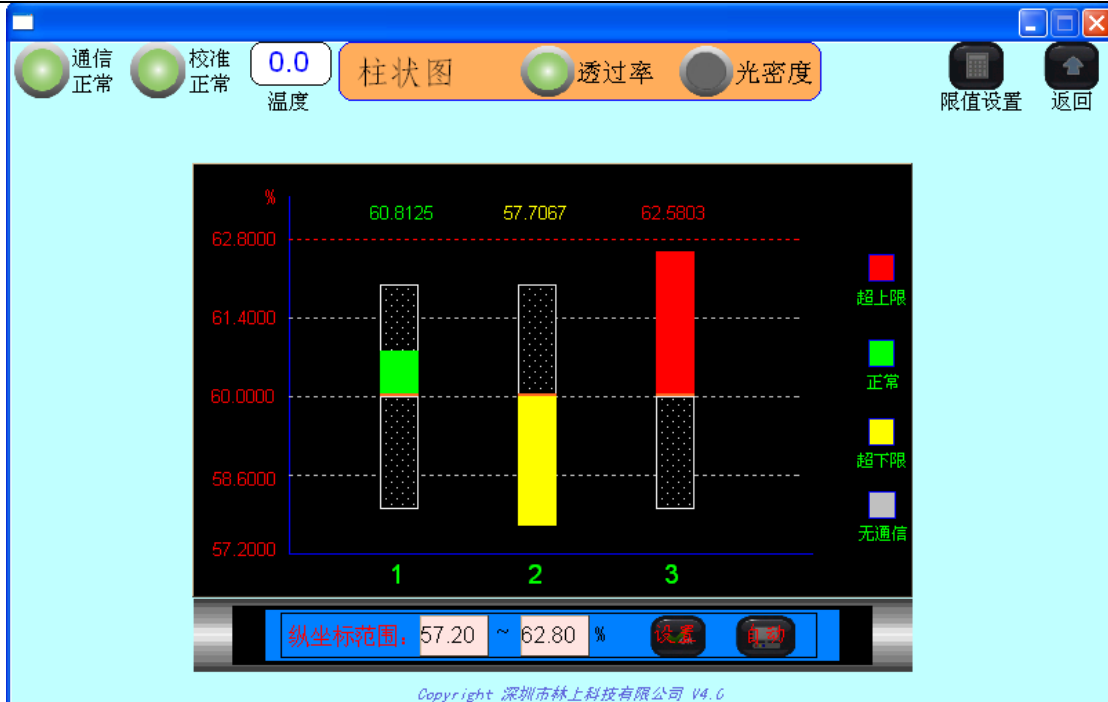 通信
正常
校准
正常
0.0
温度
柱状图
透过率
光密度
限值设置
返回
%
60.8125
57.7067
62.5803
62.8000
61.4000
60.0000
58.6000
57.2000
1
2
3
超上限
正常
超下限
无通信
纵坐标范围: 57.20 ~ 62.80 %
设置
自动
Copyright 深圳市林上科技有限公司